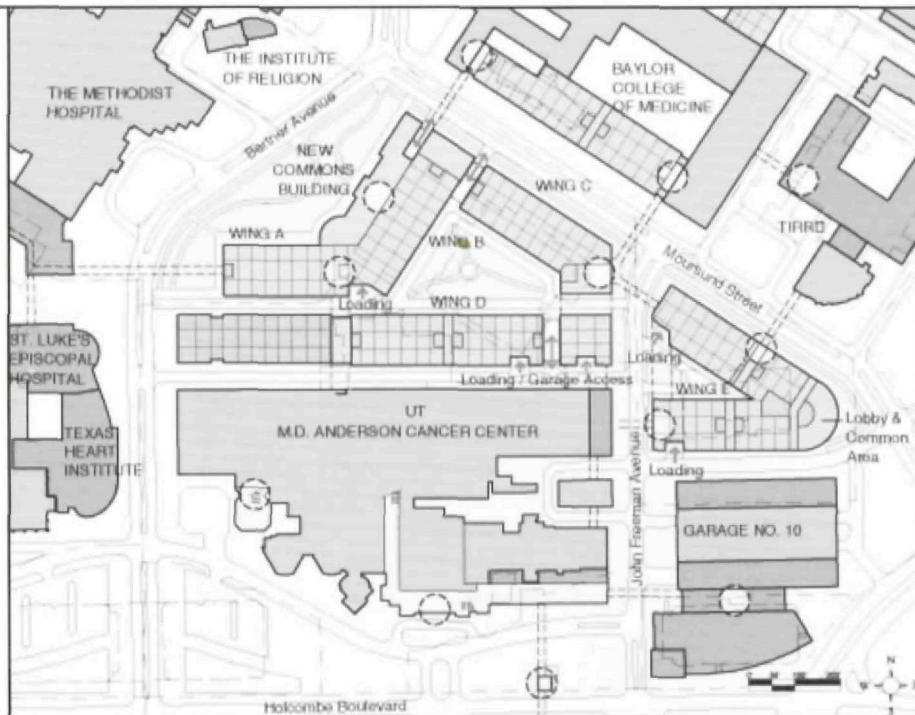 THE INSTITUTE
OF RELIGION
THE METHODIST
HOSPITAL
Bertner Avenue
BAYLOR
COLLEGE
OF MEDICINE
NEW
COMMONS
BUILDING
WING C
WING A
WING B
TIRR
Moursund Street
Loading
WING D
ST. LUKE'S
EPISCOPAL
HOSPITAL
Loading
Loading / Garage Access
WING E
UT
M.D. ANDERSON CANCER CENTER
Lobby &
Common
Area
TEXAS
HEART
INSTITUTE
Loading
John Freeman Avenue
GARAGE NO. 10
N
S
Holcombe Boulevard